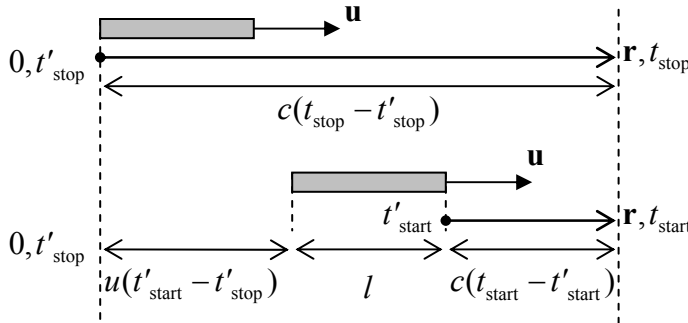 u
0, t′stop r, tstop
c(tstop − t′stop)
u
t′start
0, t′stop r, tstart
u(t′start − t′stop) l c(tstart − t′start)